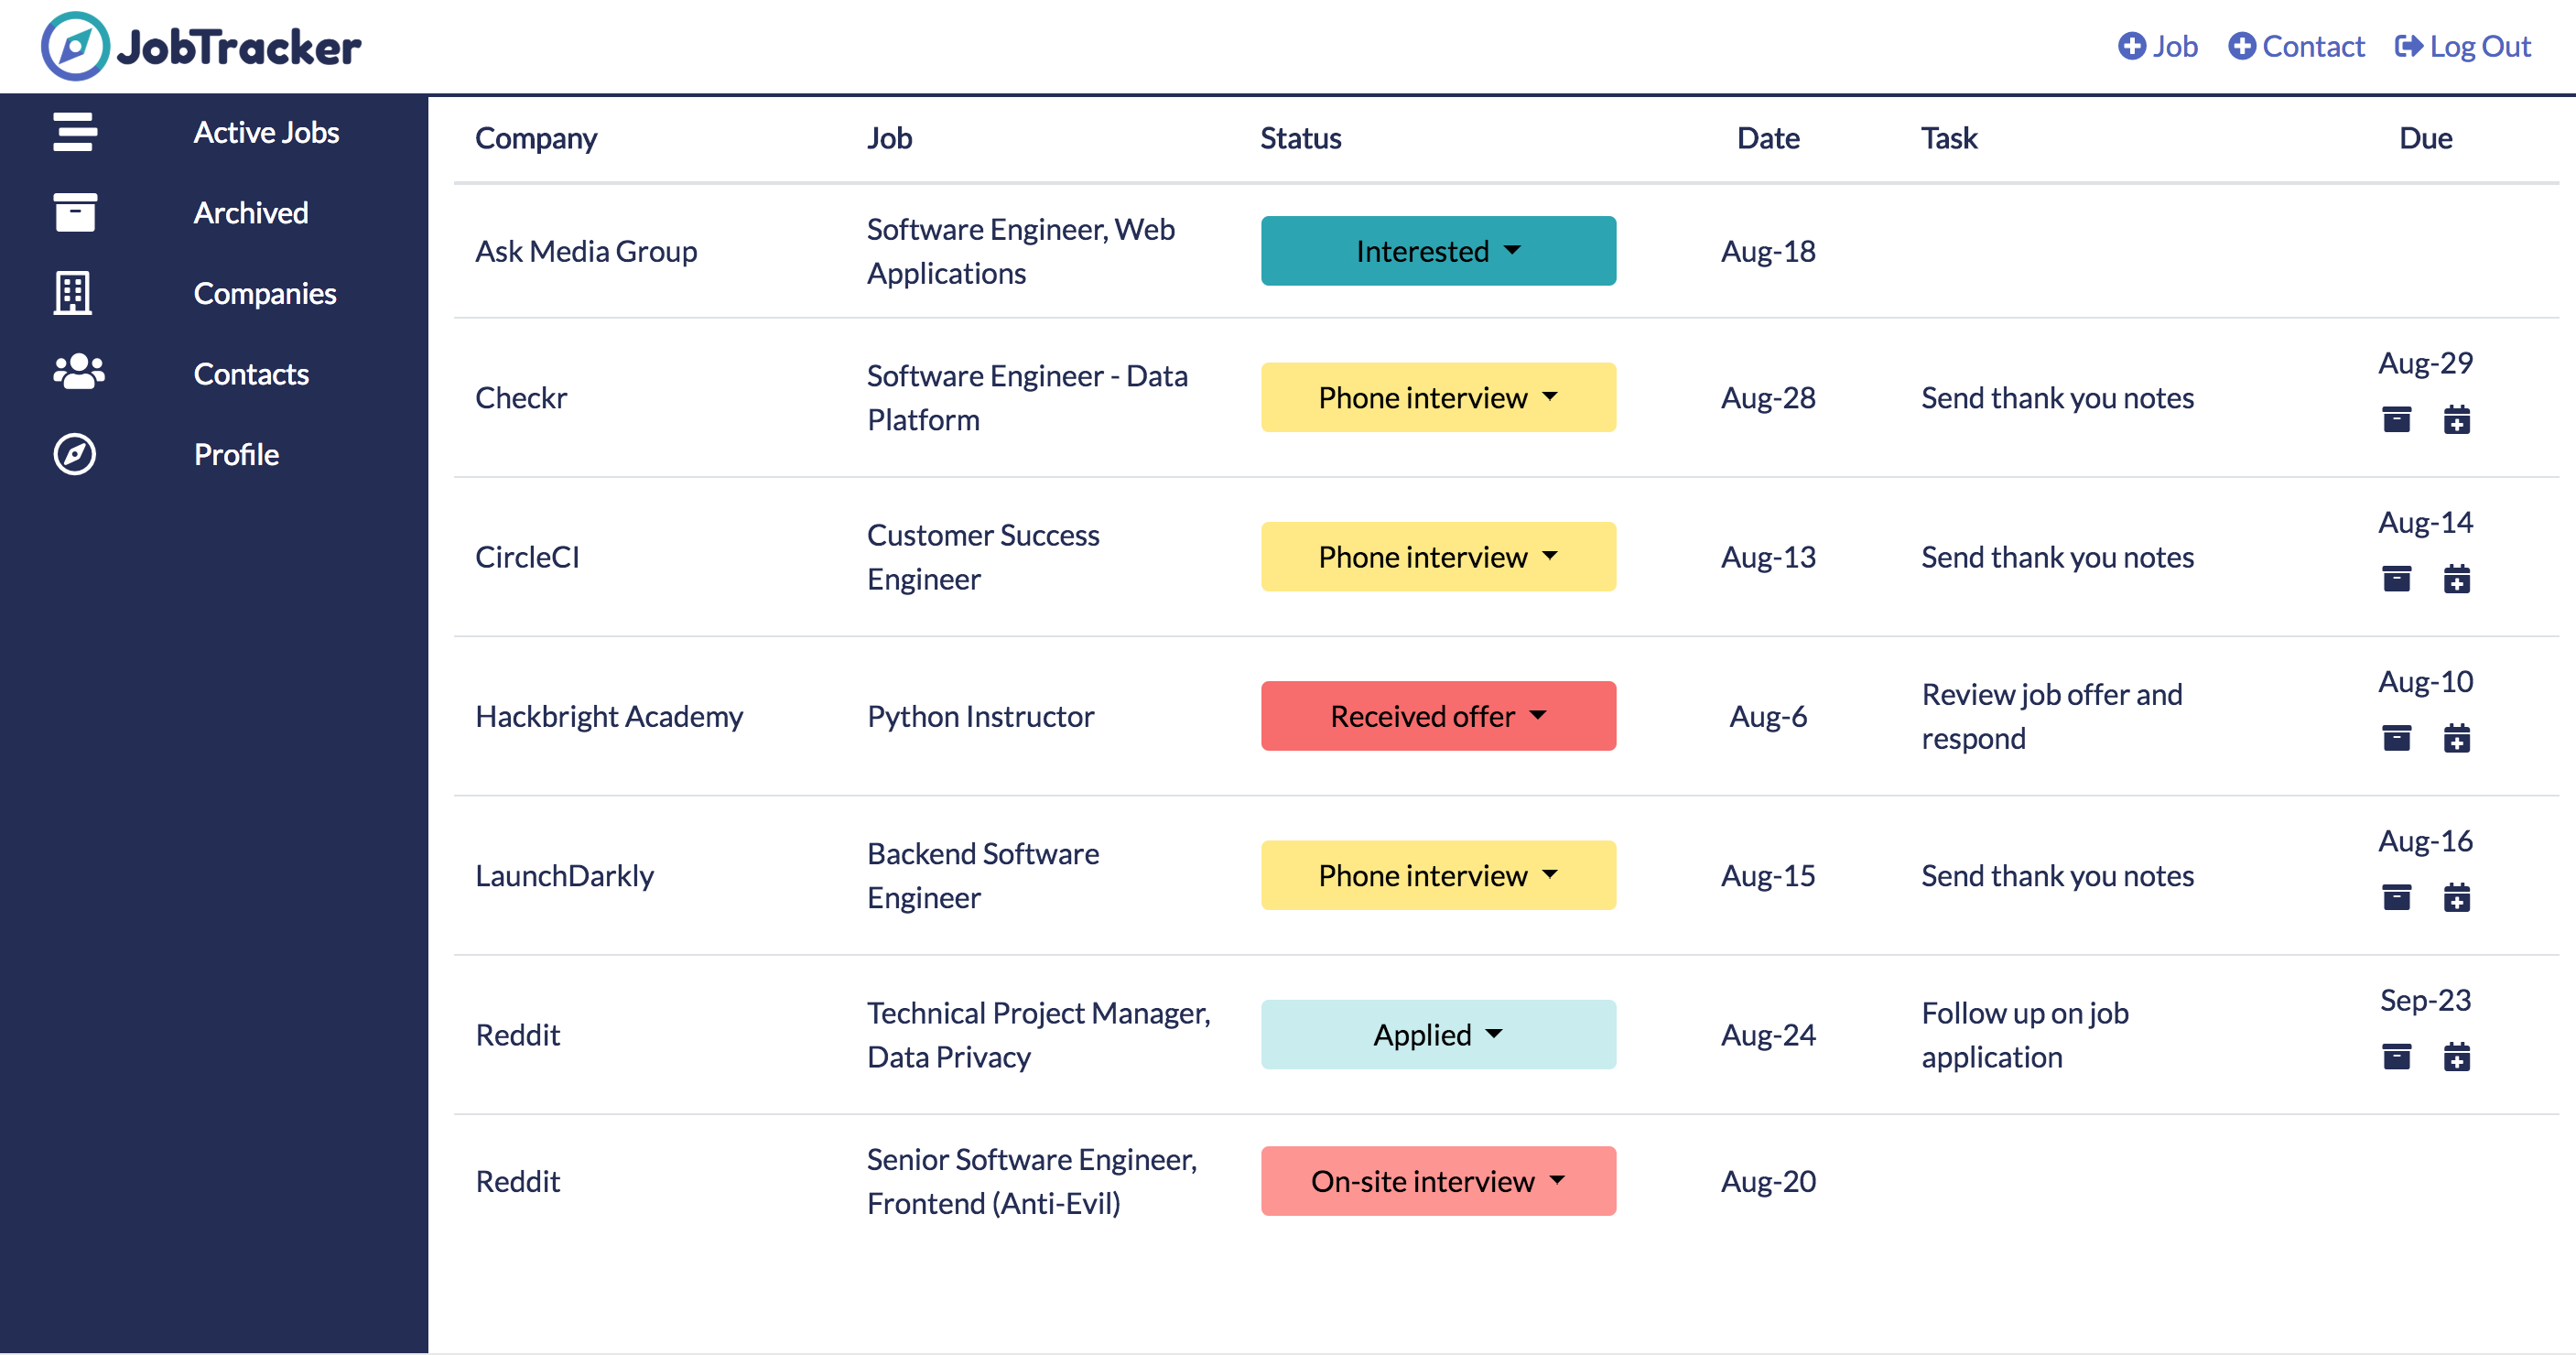 JobTracker
Job Contact Log Out
Active Jobs
Archived
Companies
Contacts
Profile
Company Job Status Date Task Due
Ask Media Group
Software Engineer, Web
Applications
Interested
Aug-18
Checkr
Software Engineer - Data
Platform
Phone interview
Aug-28
Send thank you notes
Aug-29
CircleCI
Customer Success
Engineer
Phone interview
Aug-13
Send thank you notes
Aug-14
Hackbright Academy
Python Instructor
Received offer
Aug-6
Review job offer and
respond
Aug-10
LaunchDarkly
Backend Software
Engineer
Phone interview
Aug-15
Send thank you notes
Aug-16
Reddit
Technical Project Manager,
Data Privacy
Applied
Aug-24
Follow up on job
application
Sep-23
Reddit
Senior Software Engineer,
Frontend (Anti-Evil)
On-site interview
Aug-20